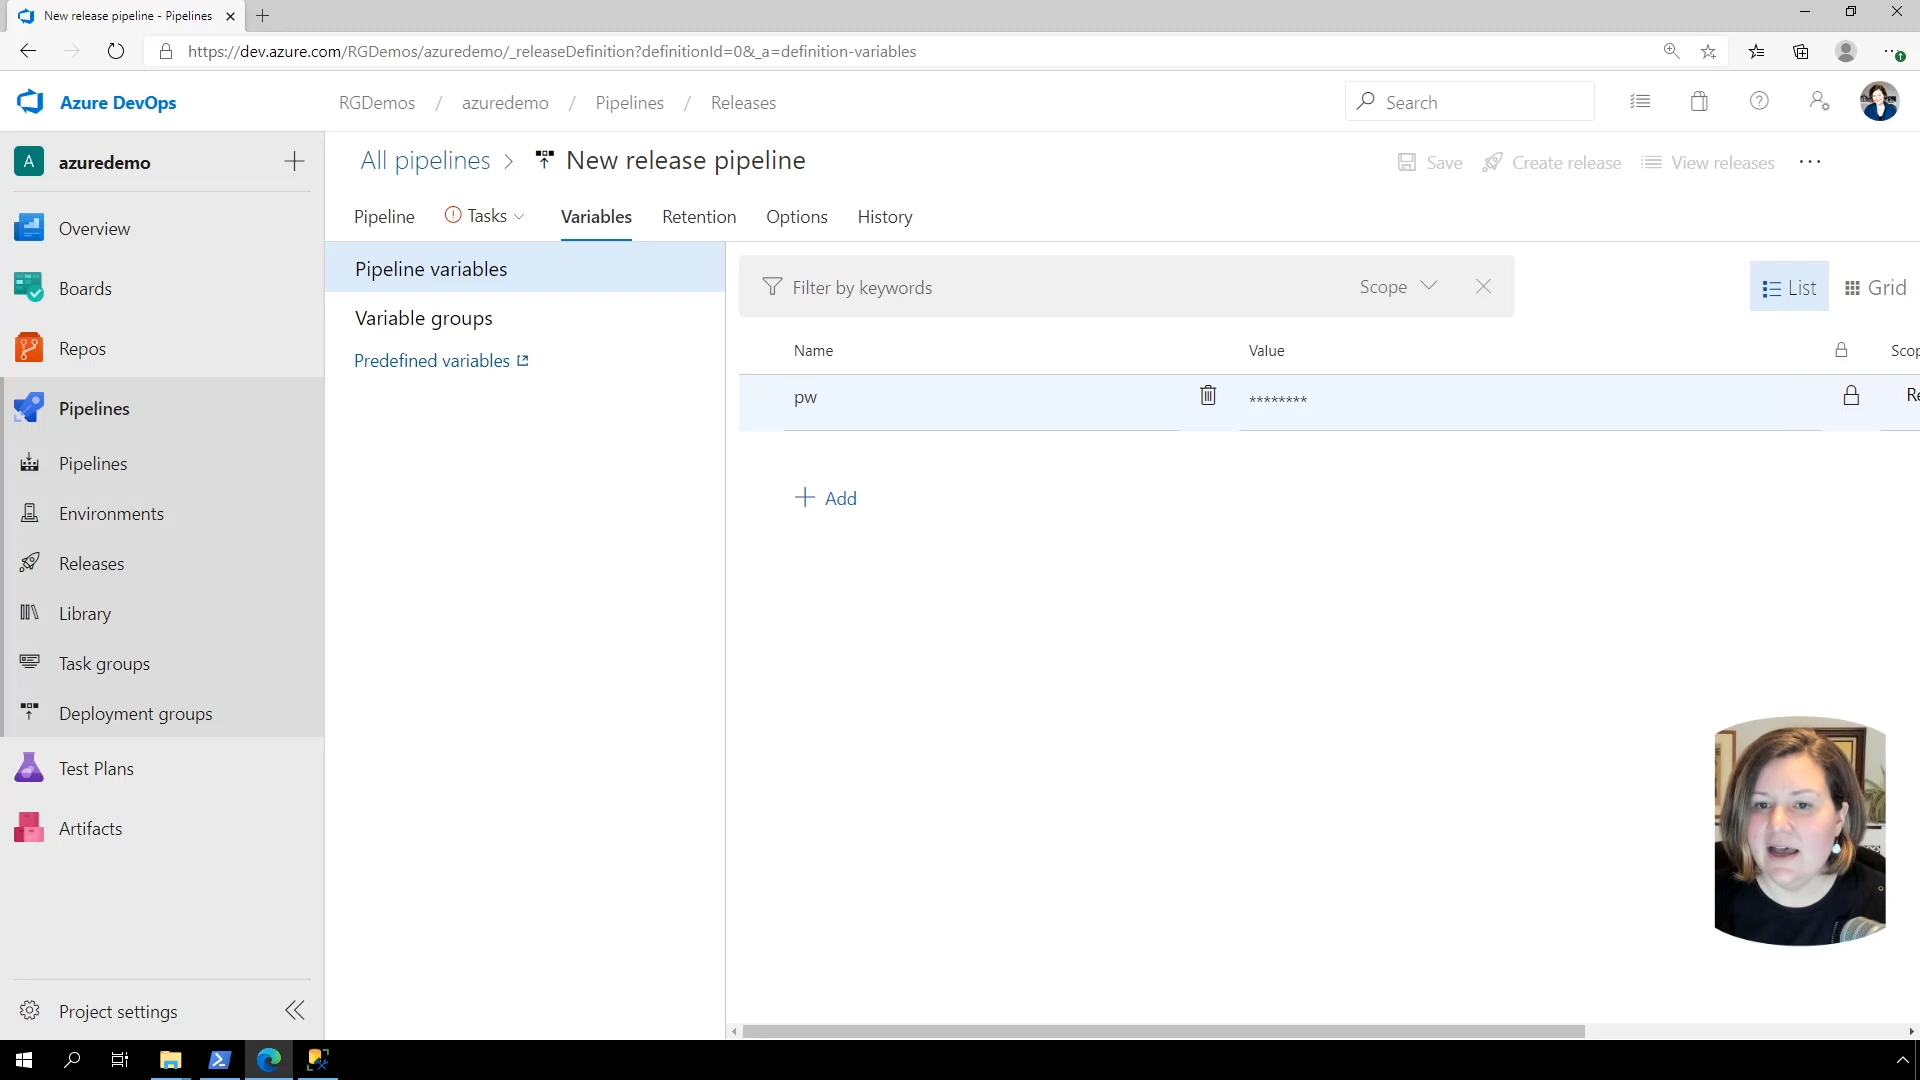 New release pipeline - Pipelines
https://dev.azure.com/RGDemos/azuredemo/_releaseDefinition?definitionId=0&_a=definition-variables
Azure DevOps
RGDemos / azuredemo / Pipelines / Releases
Search
A azuredemo
All pipelines > New release pipeline
Save Create release View releases ...
Pipeline Tasks Variables Retention Options History
Overview
Boards
Repos
Pipelines
Pipelines
Environments
Releases
Library
Task groups
Deployment groups
Test Plans
Artifacts
Project settings
Pipeline variables
Variable groups
Predefined variables
Filter by keywords Scope
List Grid
Name Value Scop
pw ******** Re
+ Add